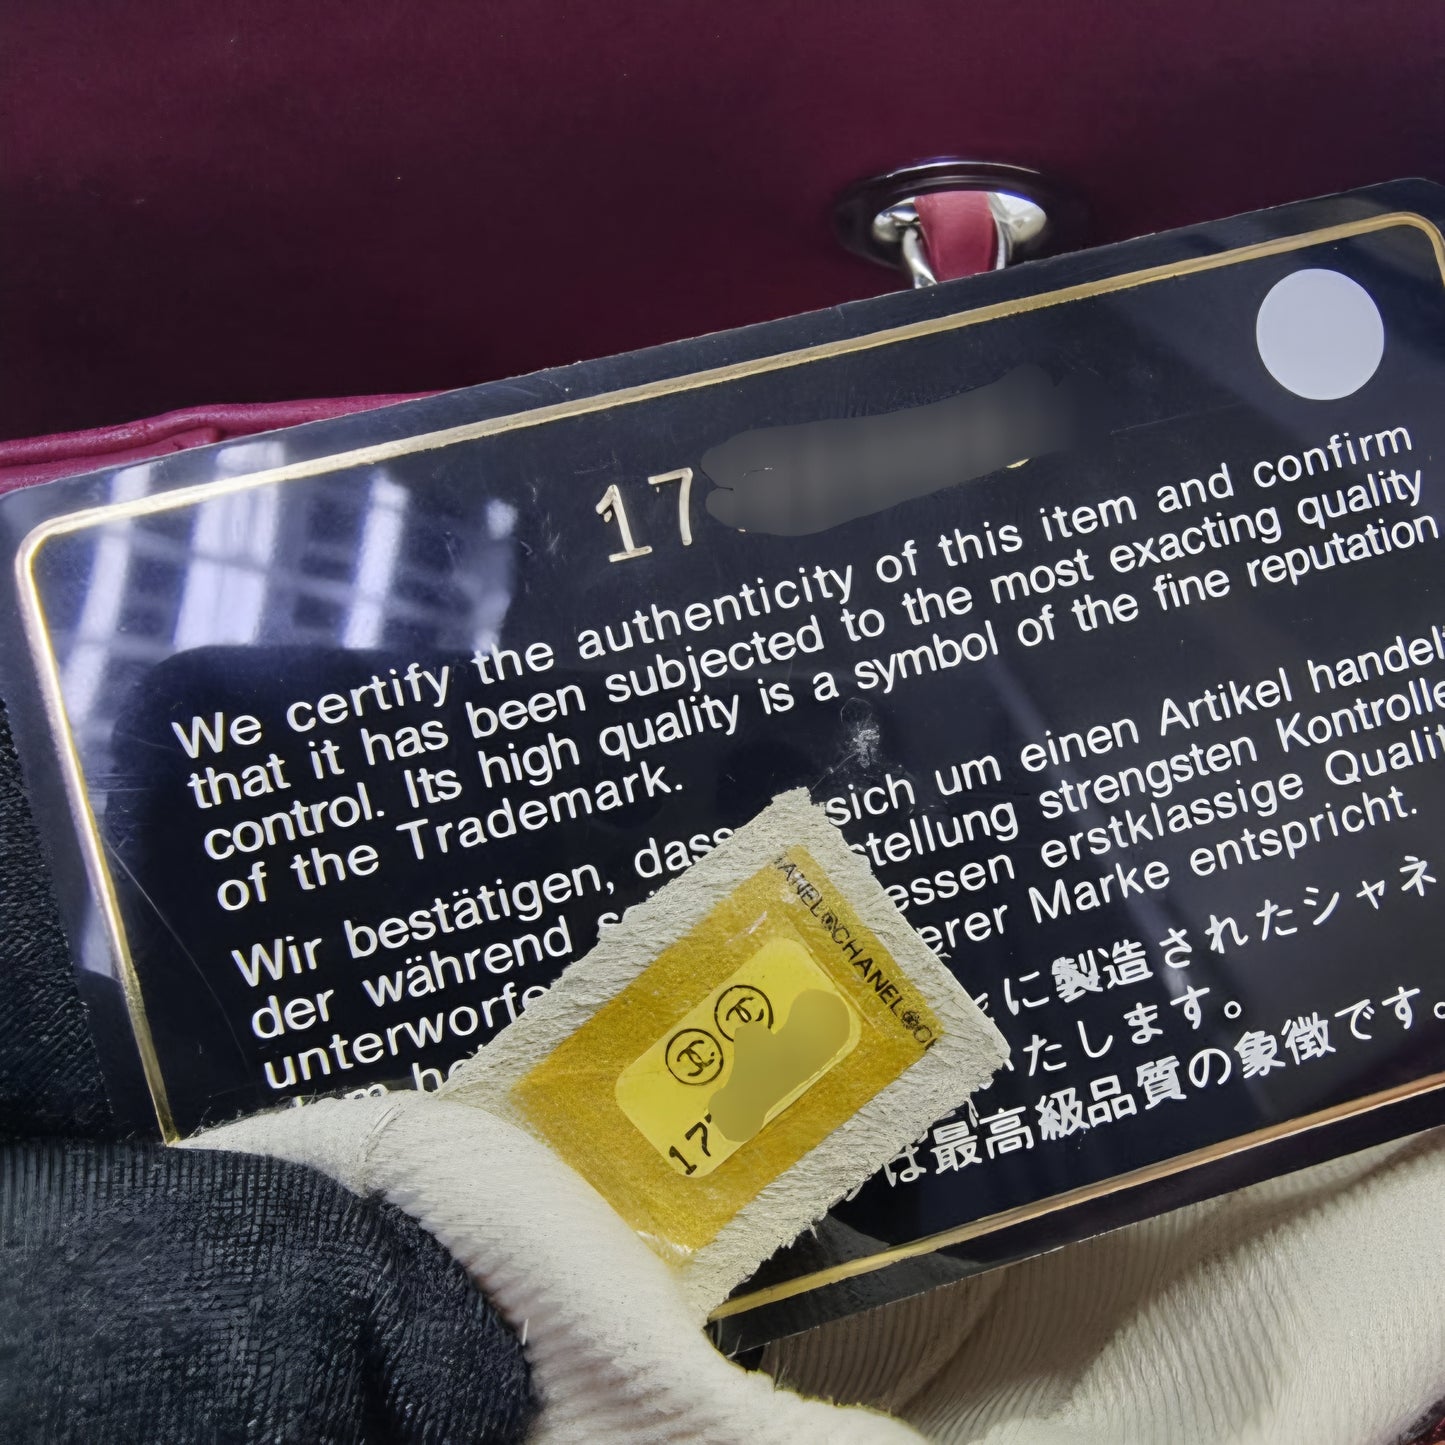 17
We certify the authenticity of this item and confirm
that it has been subjected to the most exacting quality
control. Its high quality is a symbol of the fine reputation
of the Trademark.
Wir bestätigen, dass sich um einen Artikel handel
der während stellung strengsten Kontrolle
unterworfe essen erstklassige Qualit
erer Marke entspricht.
に製造されたシャネ
いたします。
は最高級品質の象徴です。
CHANEL
17